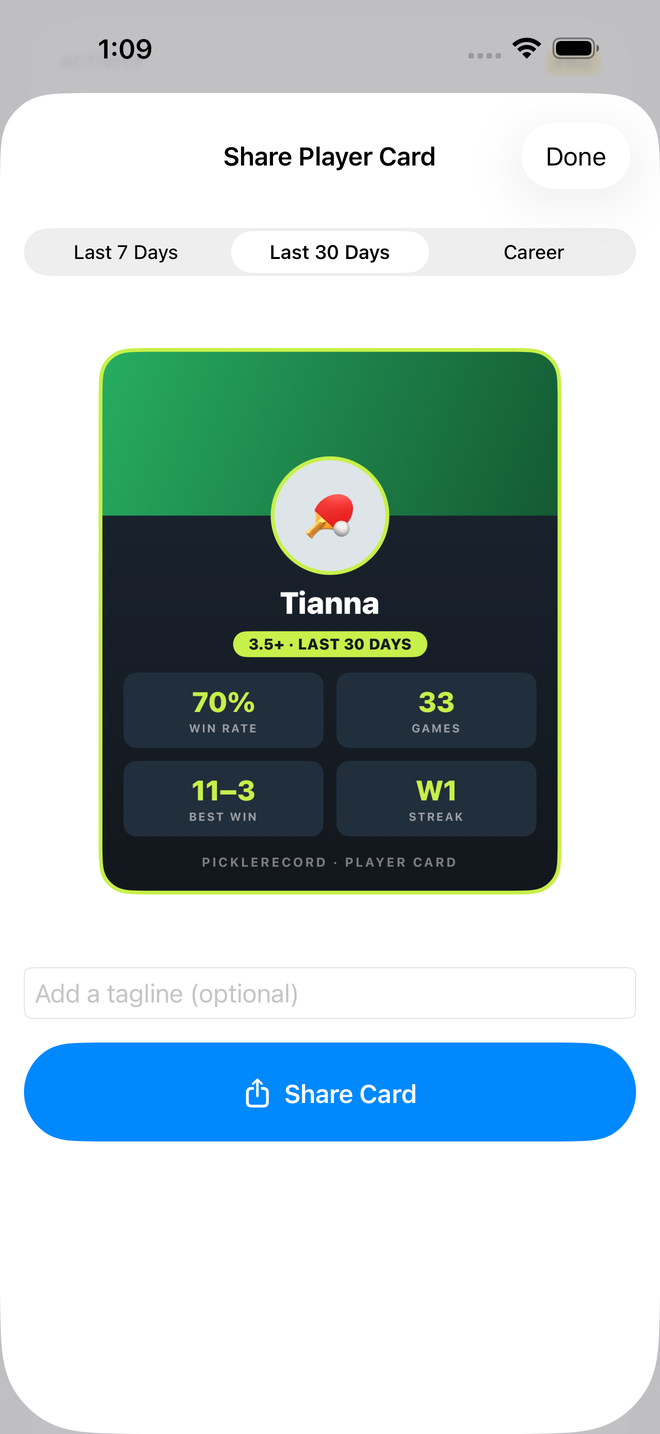 1:09
Share Player Card
Done
Last 7 Days
Last 30 Days
Career
Tianna
3.5+ · LAST 30 DAYS
70%
WIN RATE
33
GAMES
11–3
BEST WIN
W1
STREAK
PICKLERECORD · PLAYER CARD
Add a tagline (optional)
Share Card